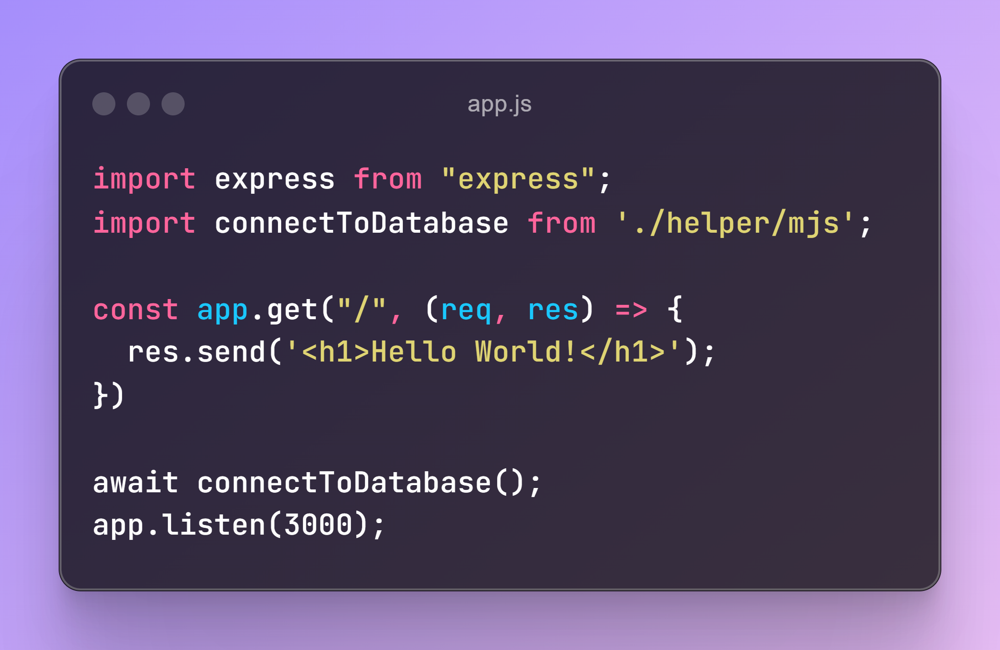 app.js
import express from "express";
import connectToDatabase from './helper/mjs';
const app.get("/", (req, res) => {
  res.send('<h1>Hello World!</h1>');
})
await connectToDatabase();
app.listen(3000);